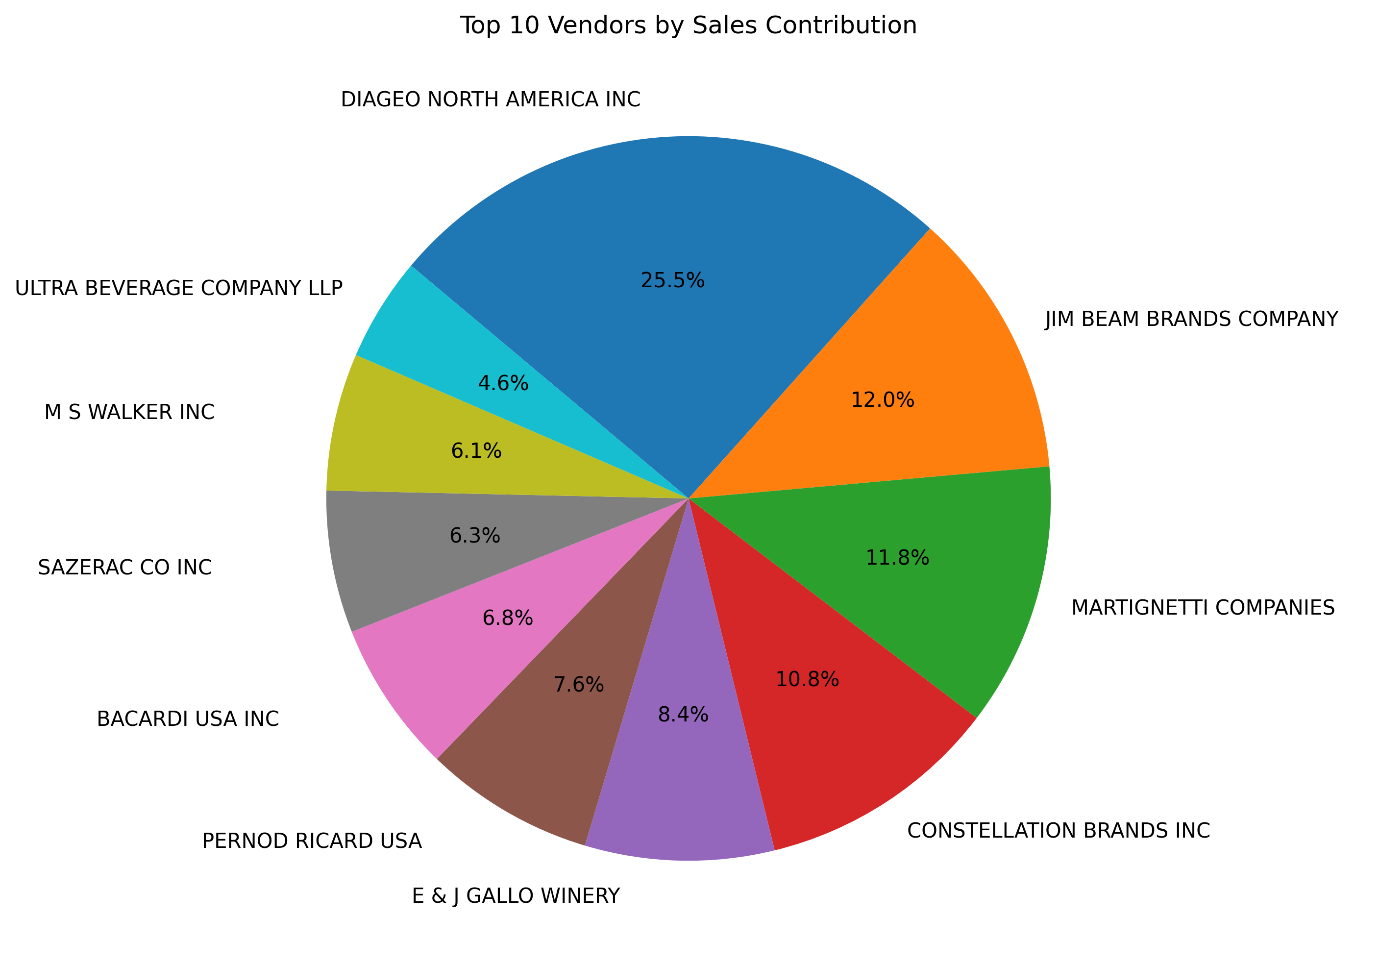 Top 10 Vendors by Sales Contribution
DIAGEO NORTH AMERICA INC
25.5%
JIM BEAM BRANDS COMPANY
12.0%
MARTIGNETTI COMPANIES
11.8%
CONSTELLATION BRANDS INC
10.8%
E & J GALLO WINERY
8.4%
PERNOD RICARD USA
7.6%
BACARDI USA INC
6.8%
SAZERAC CO INC
6.3%
M S WALKER INC
6.1%
ULTRA BEVERAGE COMPANY LLP
4.6%